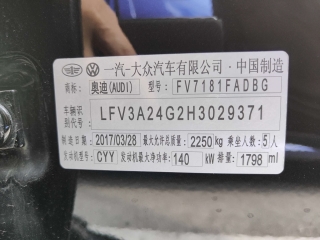 一汽-大众汽车有限公司·中国制造
商标: 奥迪(AUDI) 型号: FV7181FADBG
车辆识别代号: LFV3A24G2H3029371
制造日期: 2017/03/28 最大允许总质量: 2250kg 乘坐人数: 5人
发动机型号: CYY 发动机最大净功率: 140 kW 排量: 1798 ml